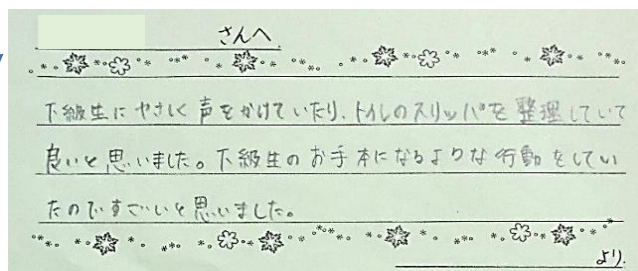 さんへ
下級生にやさしく声をかけていたり、トイレのスリッパを整理していて
良いと思いました。下級生のお手本になるような行動をしてい
たのですごいと思いました。
より.